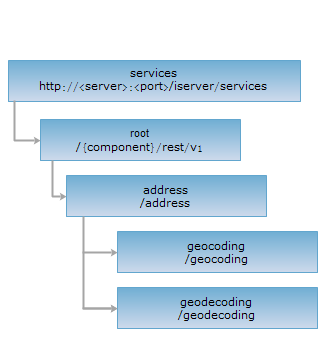 services
http://<server>:<port>/iserver/services
root
/{component}/rest/v1
address
/address
geocoding
/geocoding
geodecoding
/geodecoding